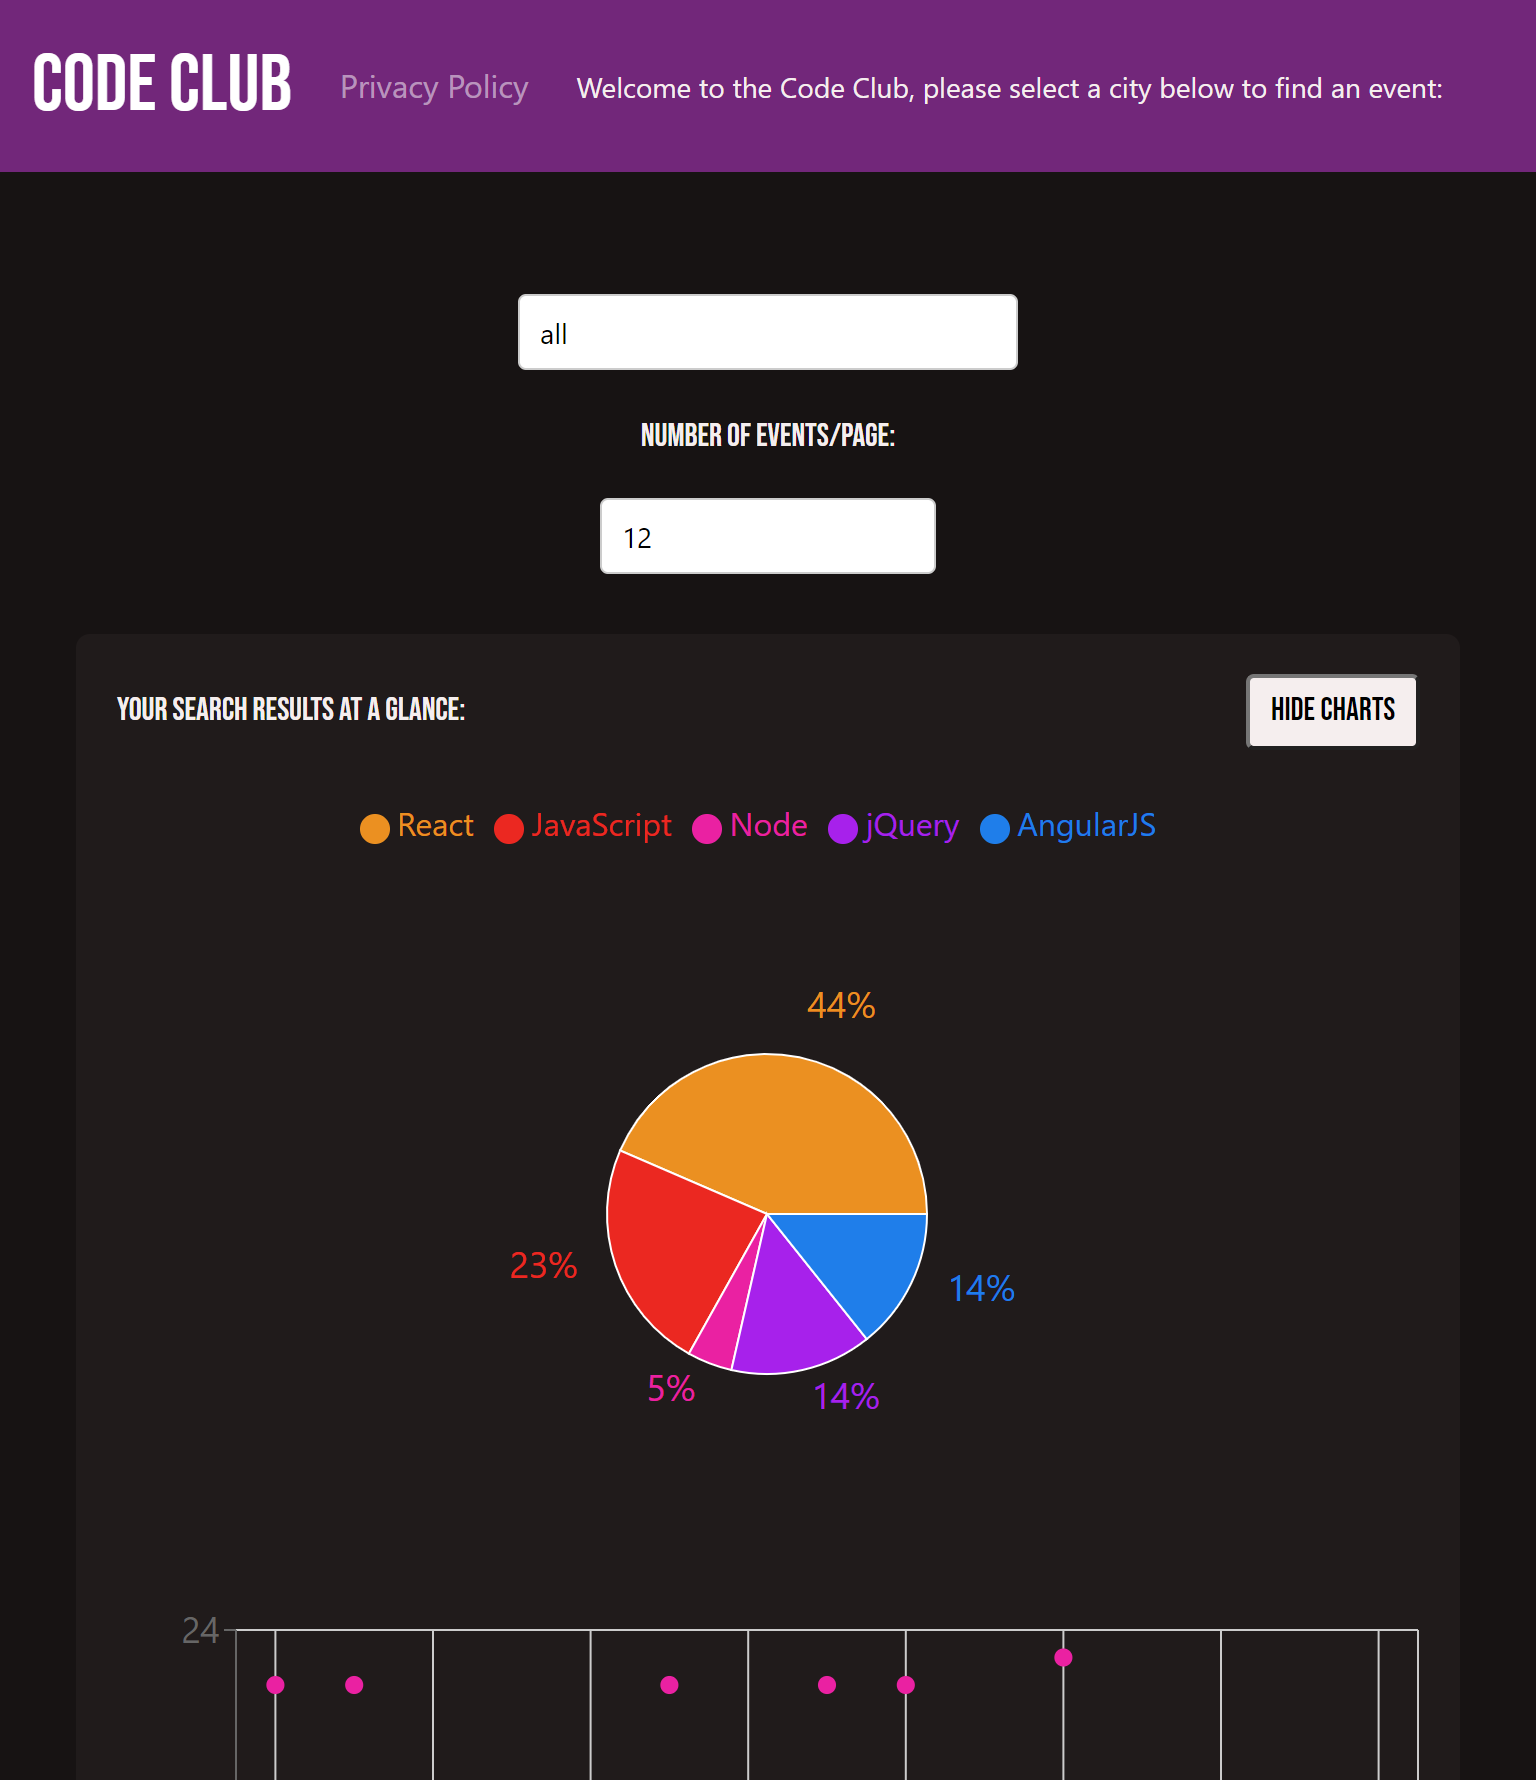 CODE CLUB
Privacy Policy
Welcome to the Code Club, please select a city below to find an event:
all
NUMBER OF EVENTS/PAGE:
12
YOUR SEARCH RESULTS AT A GLANCE:
HIDE CHARTS
React JavaScript Node jQuery AngularJS
44%
23%
14%
5%
14%
24